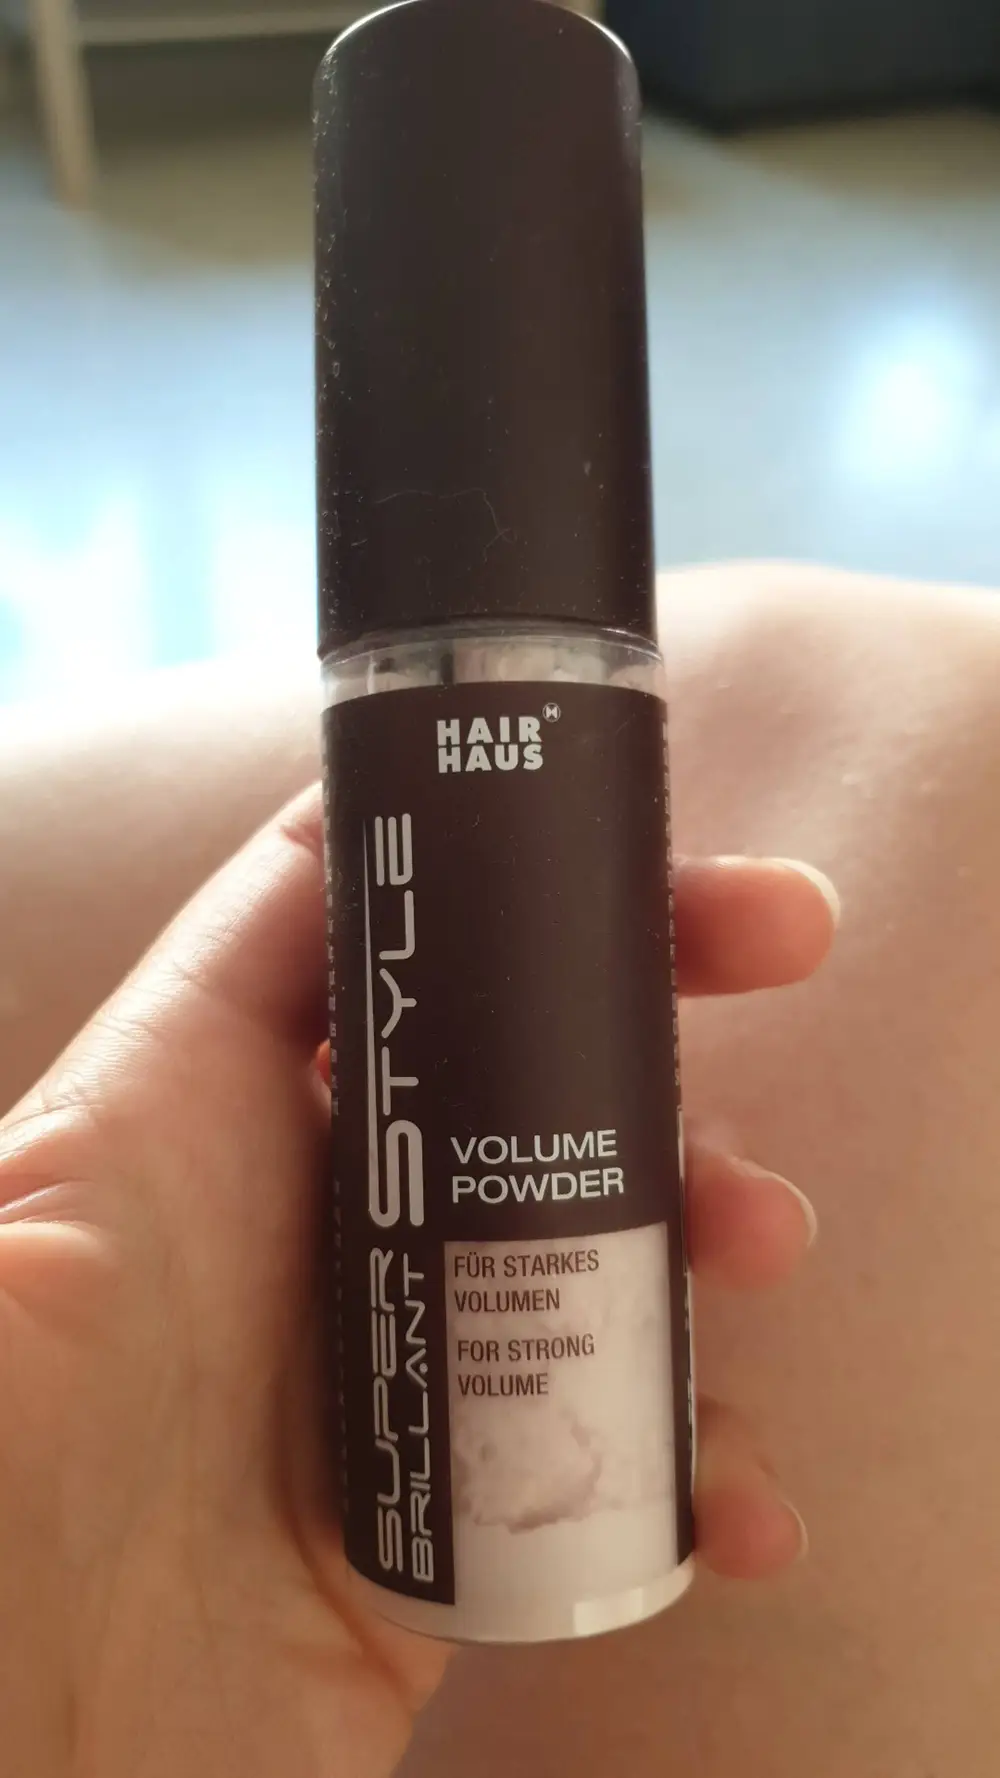 HAIR
HAUS
SUPER STYLE
BRILLANT
VOLUME
POWDER
FÜR STARKES
VOLUMEN
FOR STRONG
VOLUME